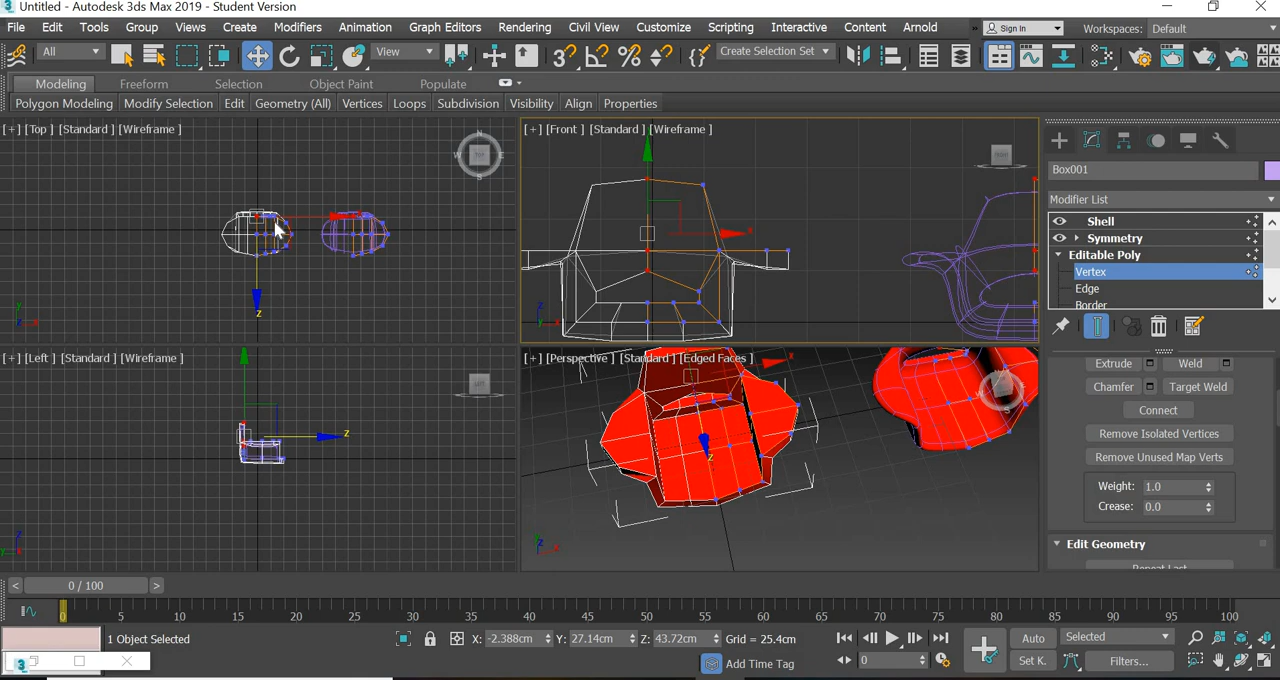 Untitled - Autodesk 3ds Max 2019 - Student Version
File Edit Tools Group Views Create Modifiers Animation Graph Editors Rendering Civil View Customize Scripting Interactive Content Arnold Sign In Workspaces: Default
All View Create Selection Set
Modeling Freeform Selection Object Paint Populate
Polygon Modeling Modify Selection Edit Geometry (All) Vertices Loops Subdivision Visibility Align Properties
[+] [Top ] [Standard ] [Wireframe ]
[+] [Front ] [Standard ] [Wireframe ]
Box001
Modifier List
Shell
Symmetry
Editable Poly
Vertex
Edge
Border
[+] [Left ] [Standard ] [Wireframe ]
[+] [Perspective ] [Standard ] [Edged Faces ]
Extrude Weld
Chamfer Target Weld
Connect
Remove Isolated Vertices
Remove Unused Map Verts
Weight: 1.0
Crease: 0.0
Edit Geometry
Repeat Last
< 0 / 100 >
0 5 10 15 20 25 30 35 40 45 50 55 60 65 70 75 80 85 90 95 100
1 Object Selected X: -2.388cm Y: 27.14cm Z: 43.72cm Grid = 25.4cm Auto Selected
Add Time Tag 0 Set K. Filters...